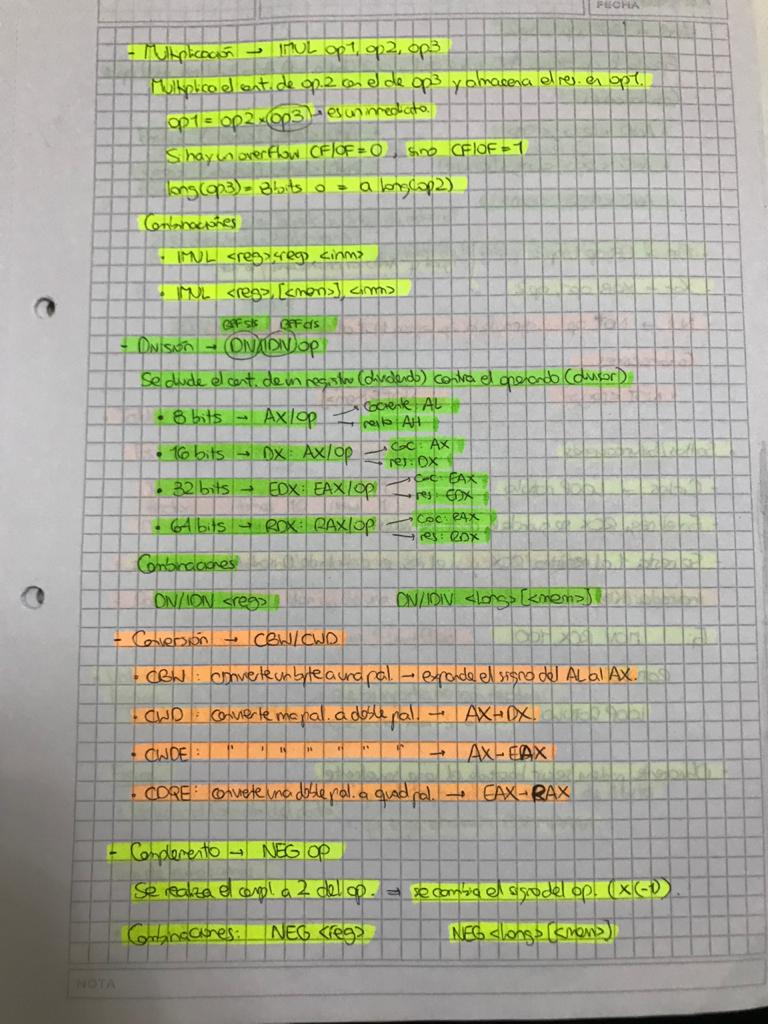 FECHA
- Multiplicación → IMUL op1, op2, op3
Multiplica el cont. de op.2 con el de op3 y almacena el res. en op1.
op1 = op2 × op3 → es un inmediato.
Si hay un overflow CF/OF = 0, sino CF/OF = 1
long(op3) = 8 bits o = a long(op2)
Combinaciones
• IMUL <reg>,<reg>, <inm>
• IMUL <reg>, [<mem>], <inm>
BPF s/s BPF c/s
- División → DIV/IDIV op
Se divide el cont. de un registro (dividendo) contra el operando (divisor)
• 8 bits → AX/op → cociente AL
→ resto AH
• 16 bits → DX: AX/op → coc: AX
→ res: DX
• 32 bits → EDX: EAX/op → coc: EAX
→ res: EDX
• 64 bits → RDX: RAX/op → coc: RAX
→ res: RDX
Combinaciones
DIV/IDIV <reg> DIV/IDIV <long> [<mem>]
- Conversión → CBW/CWD
• CBW: convierte un byte a una pal. → expande el signo del AL al AX.
• CWD: convierte una pal. a doble pal. → AX→DX.
• CWDE: " " " " " " " → AX→EAX
• CDQE: convierte una doble pal. a quad pal. → EAX→RAX
- Complemento → NEG op
Se realiza el compl a 2 del op. → se cambia el signo del op. (x(-1)).
Combinaciones: NEG <reg> NEG <long> [<mem>]
NOTA